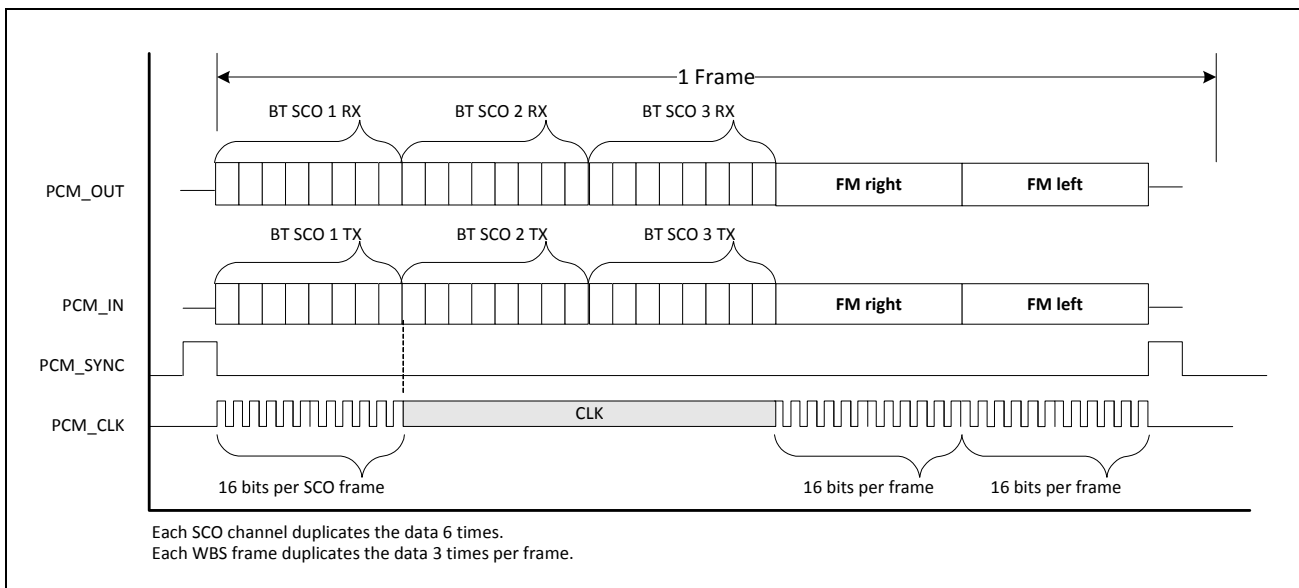 1 Frame
BT SCO 1 RX BT SCO 2 RX BT SCO 3 RX
PCM_OUT FM right FM left
BT SCO 1 TX BT SCO 2 TX BT SCO 3 TX
PCM_IN FM right FM left
PCM_SYNC
PCM_CLK CLK
16 bits per SCO frame 16 bits per frame 16 bits per frame
Each SCO channel duplicates the data 6 times.
Each WBS frame duplicates the data 3 times per frame.